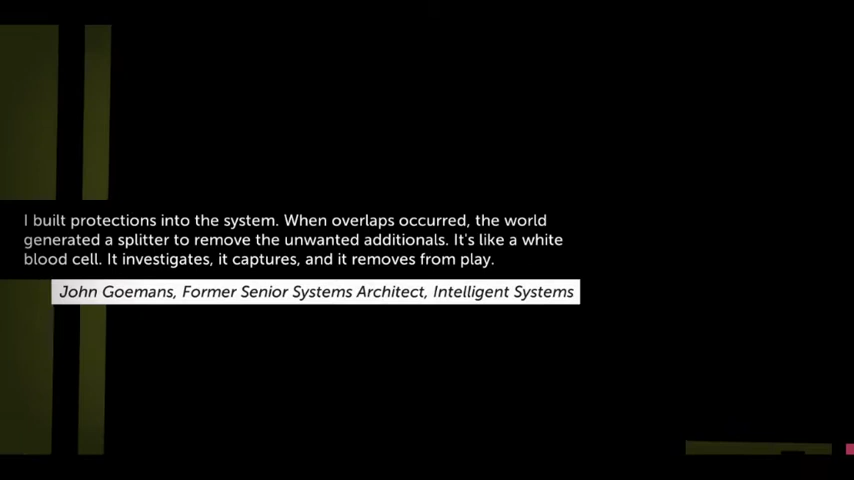 I built protections into the system. When overlaps occurred, the world
generated a splitter to remove the unwanted additionals. It's like a white
blood cell. It investigates, it captures, and it removes from play.
John Goemans, Former Senior Systems Architect, Intelligent Systems